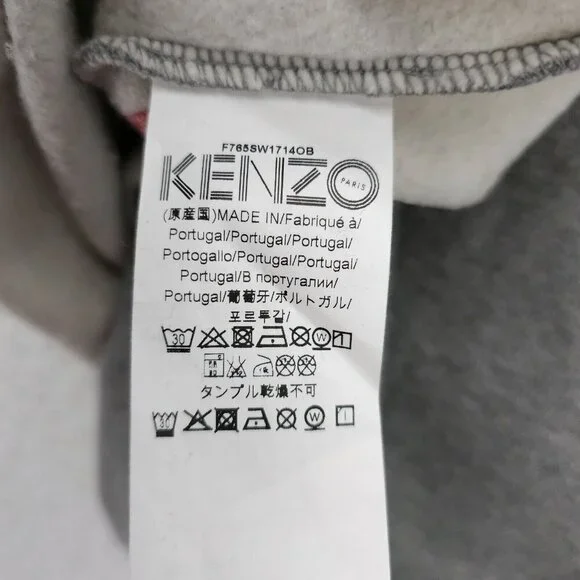 F765SW1714OB
KENZO
PARIS
(原産国)MADE IN/Fabriqué à/
Portugal/Portugal/Portugal/
Portogallo/Portugal/Portugal/
Portugal/В португалии/
Portugal/葡萄牙/ポルトガル/
포르투갈/
30 W 1
タンブル乾燥不可
W 1